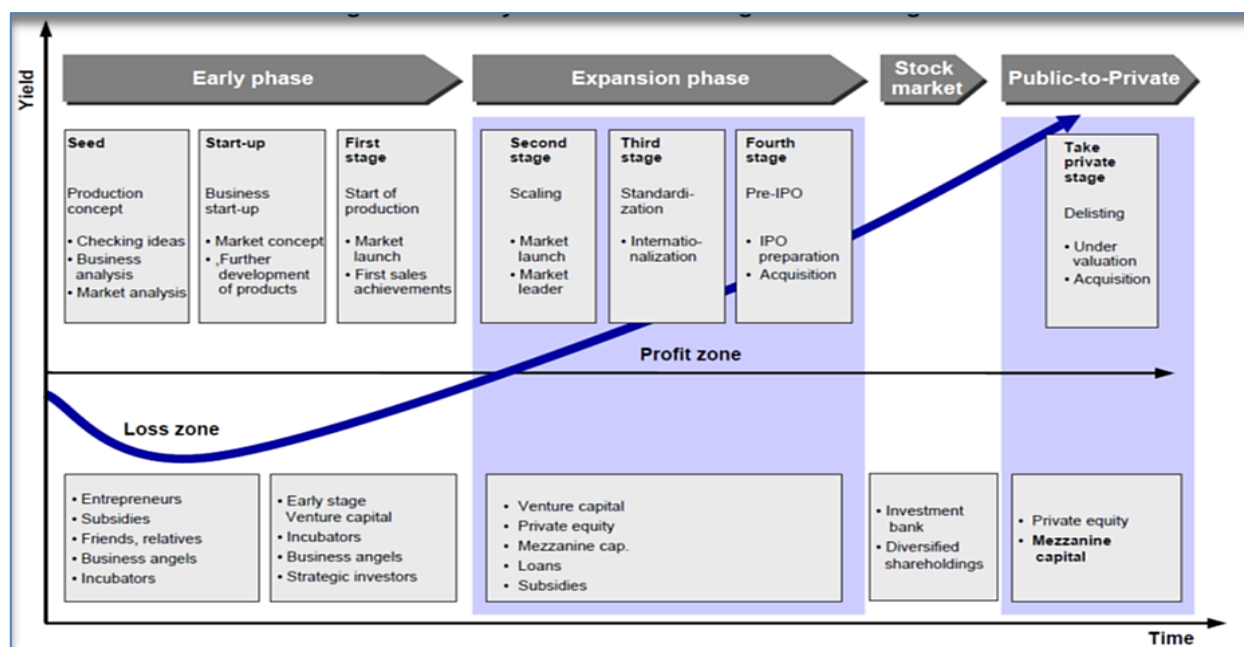 Yield
Early phase
Expansion phase
Stock
market
Public-to-Private
Seed
Production
concept
• Checking ideas
• Business
analysis
• Market analysis
Start-up
Business
start-up
• Market concept
• ,Further
development
of products
First
stage
Start of
production
• Market
launch
• First sales
achievements
Second
stage
Scaling
• Market
launch
• Market
leader
Third
stage
Standardi-
zation
• Internatio-
nalization
Fourth
stage
Pre-IPO
• IPO
preparation
• Acquisition
Take
private
stage
Delisting
• Under
valuation
• Acquisition
Profit zone
Loss zone
• Entrepreneurs
• Subsidies
• Friends, relatives
• Business angels
• Incubators
• Early stage
Venture capital
• Incubators
• Business angels
• Strategic investors
• Venture capital
• Private equity
• Mezzanine cap.
• Loans
• Subsidies
• Investment
bank
• Diversified
shareholdings
• Private equity
• Mezzanine
capital
Time